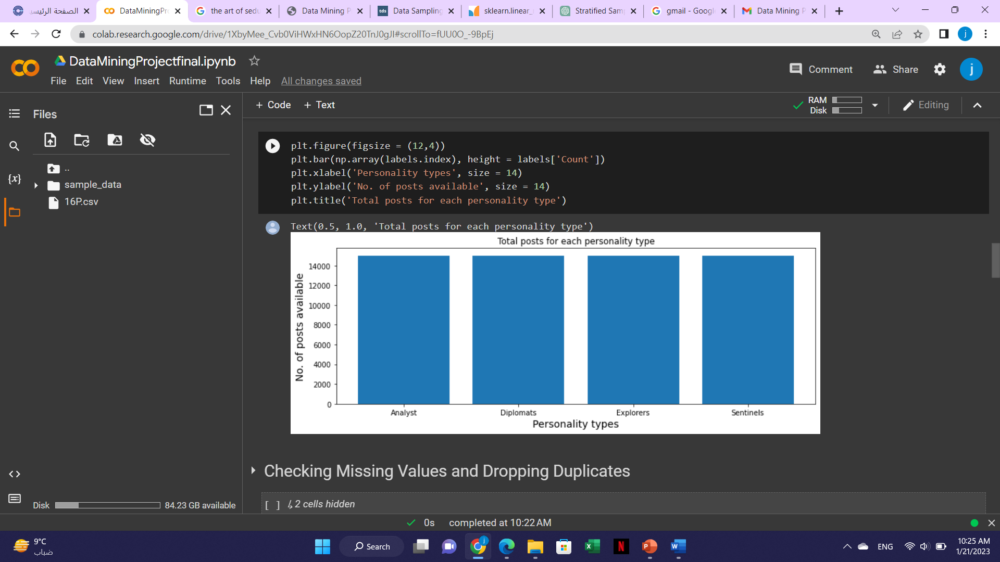 الصفحة الرئيسي
DataMiningPr
the art of sedu
Data Mining P
tds
Data Sampling
sklearn.linear_
Stratified Sam
gmail - Googl
Data Mining P
colab.research.google.com/drive/1XbyMee_Cvb0ViHWxHN6OopZ20TnJ0gJI#scrollTo=fUU0O_-9BpEj
j
DataMiningProjectfinal.ipynb
Comment
Share
j
File Edit View Insert Runtime Tools Help All changes saved
Files
+ Code + Text
RAM
Disk
Editing
..
sample_data
16P.csv
{x}
plt.figure(figsize = (12,4))
plt.bar(np.array(labels.index), height = labels['Count'])
plt.xlabel('Personality types', size = 14)
plt.ylabel('No. of posts available', size = 14)
plt.title('Total posts for each personality type')
Text(0.5, 1.0, 'Total posts for each personality type')
Total posts for each personality type
No. of posts available
14000
12000
10000
8000
6000
4000
2000
0
Analyst Diplomats Explorers Sentinels
Personality types
Checking Missing Values and Dropping Duplicates
[ ] 2 cells hidden
Disk 84.23 GB available
0s completed at 10:22 AM
9°C
ضباب
Search
j
ENG
10:25 AM
1/21/2023